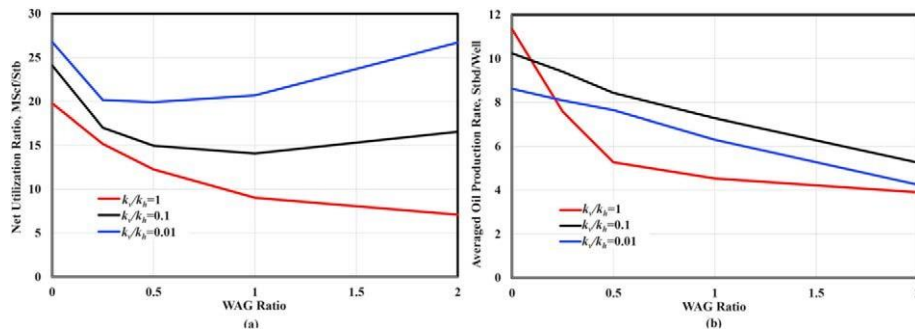 Net Utilization Ratio, MScf/Stb
30
25
20
15
10
5
0
kv/kh=1
kv/kh=0.1
kv/kh=0.01
0
0.5
1
1.5
2
WAG Ratio
(a)
Averaged Oil Production Rate, Stbd/Well
12
10
8
6
4
2
0
kv/kh=1
kv/kh=0.1
kv/kh=0.01
0
0.5
1
1.5
WAG Ratio
(b)